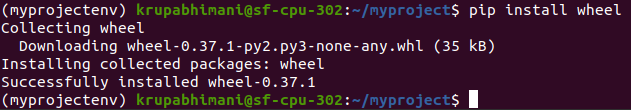 (myprojectenv) krupabhimani@sf-cpu-302:~/myproject$ pip install wheel
Collecting wheel
  Downloading wheel-0.37.1-py2.py3-none-any.whl (35 kB)
Installing collected packages: wheel
Successfully installed wheel-0.37.1
(myprojectenv) krupabhimani@sf-cpu-302:~/myproject$